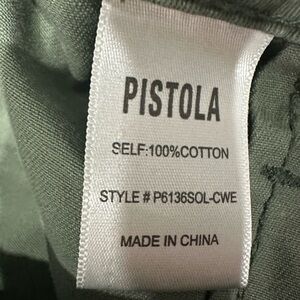 PISTOLA
SELF:100%COTTON
STYLE # P6136SOL-CWE
MADE IN CHINA